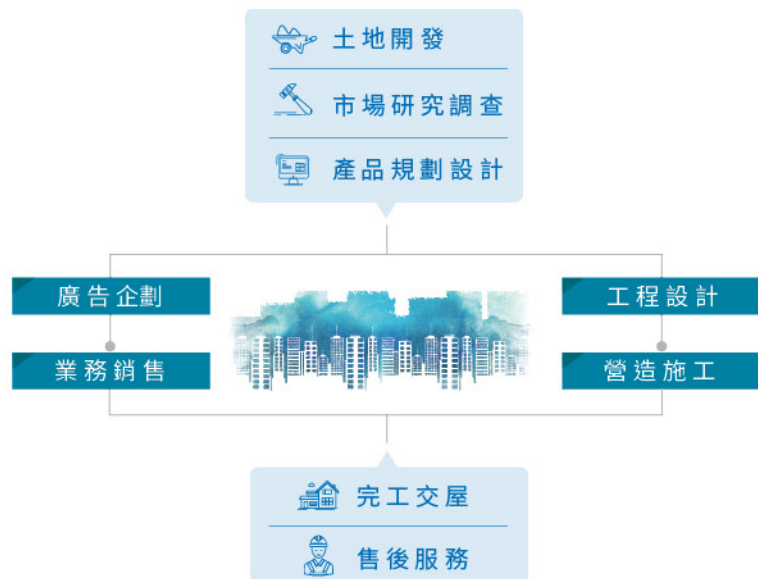 土地開發
市場研究調查
產品規劃設計
廣告企劃
工程設計
業務銷售
營造施工
完工交屋
售後服務